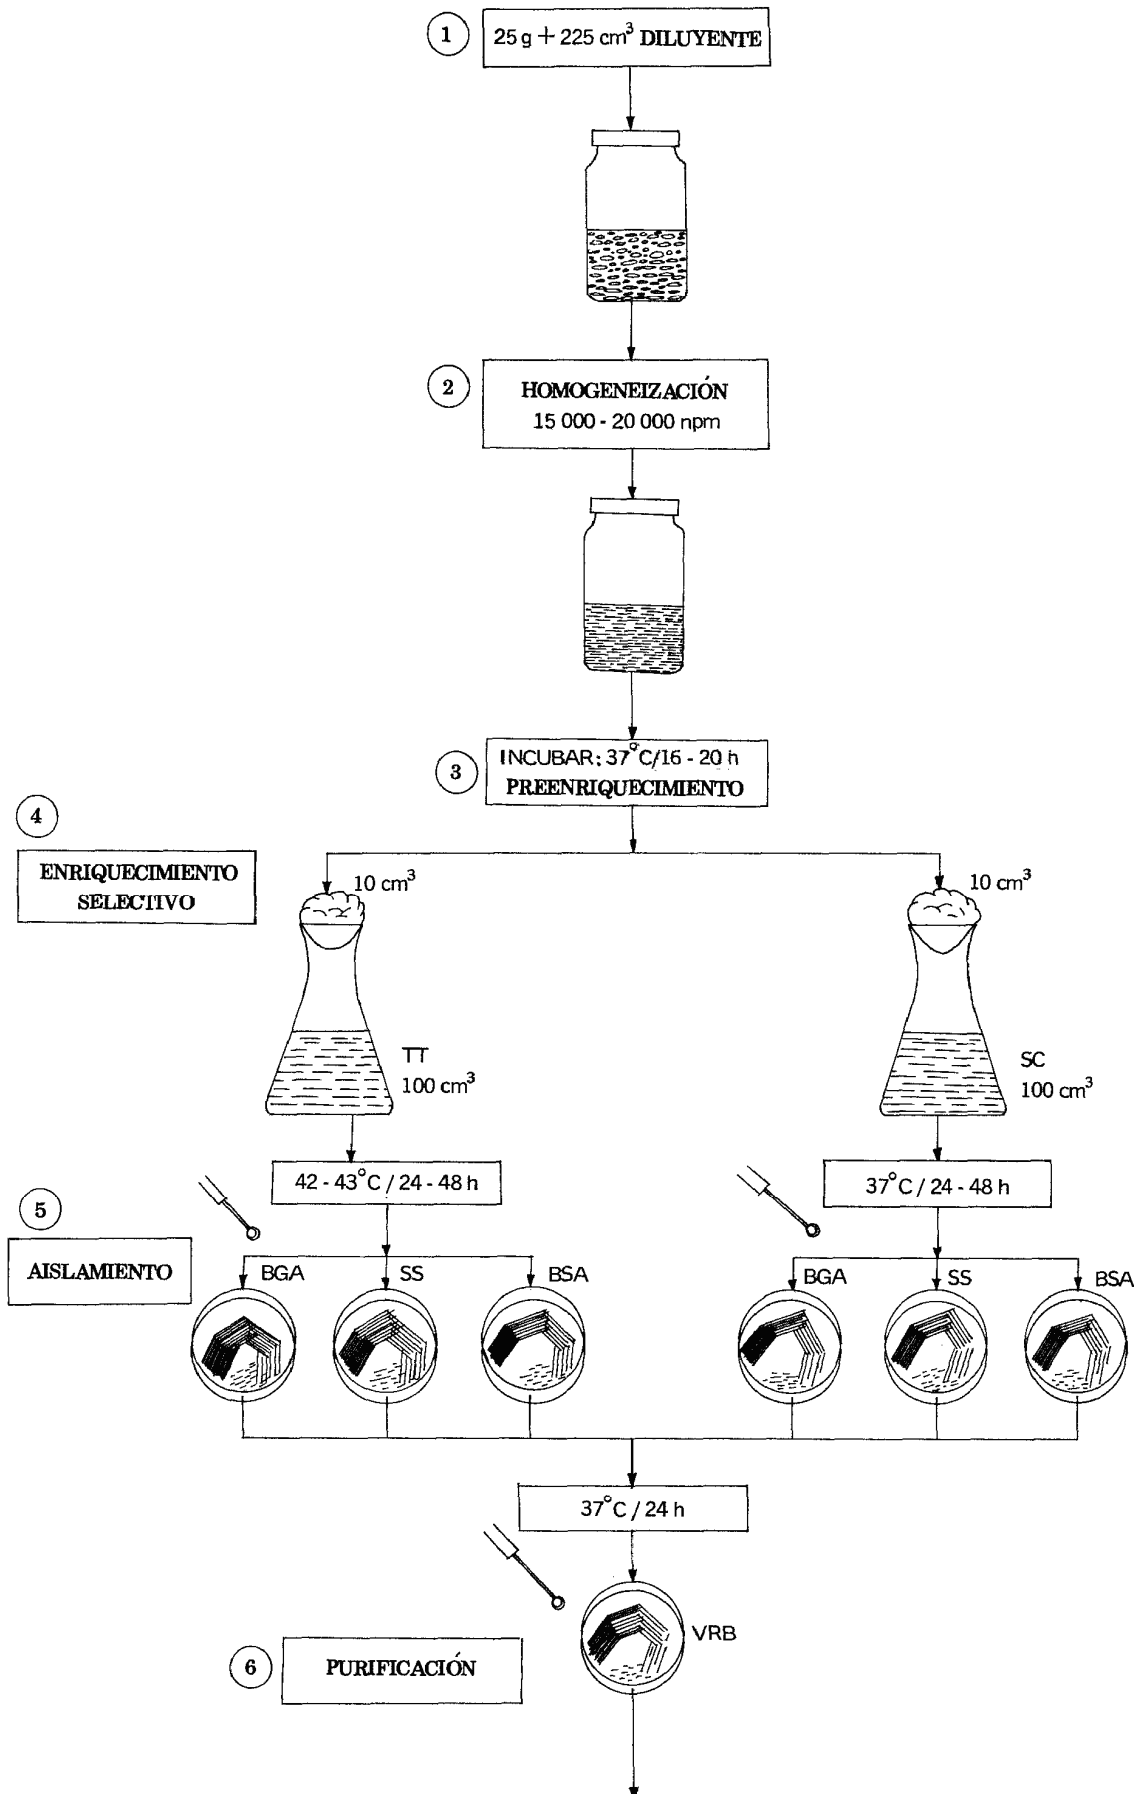 1
25 g + 225 cm³ DILUYENTE
2
HOMOGENEIZACIÓN
15 000 - 20 000 npm
3
INCUBAR: 37°C/16 - 20 h
PREENRIQUECIMIENTO
4
ENRIQUECIMIENTO
SELECTIVO
10 cm³
10 cm³
TT
100 cm³
SC
100 cm³
42 - 43°C / 24 - 48 h
37°C / 24 - 48 h
5
AISLAMIENTO
BGA
SS
BSA
BGA
SS
BSA
37°C / 24 h
VRB
6
PURIFICACIÓN